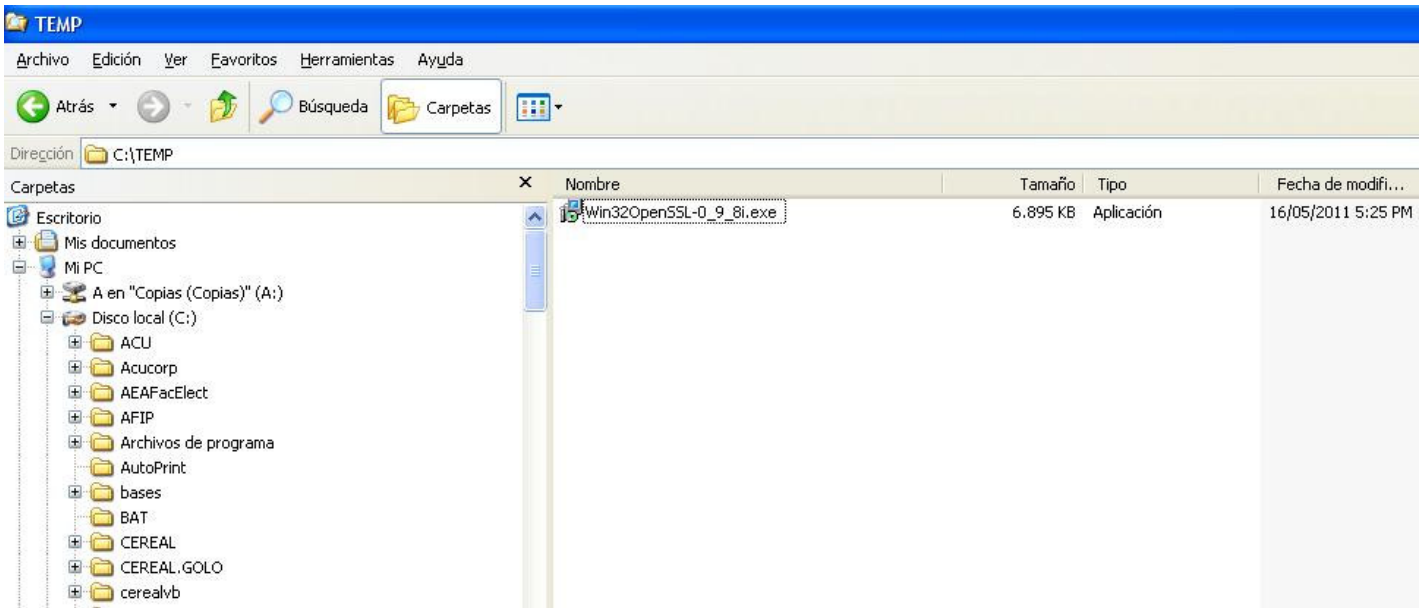 TEMP
Archivo Edición Ver Favoritos Herramientas Ayuda
Atrás Búsqueda Carpetas
Dirección C:\TEMP
Carpetas
Nombre Tamaño Tipo Fecha de modifi...
Win32OpenSSL-0_9_8i.exe 6.895 KB Aplicación 16/05/2011 5:25 PM
Escritorio
Mis documentos
Mi PC
A en "Copias (Copias)" (A:)
Disco local (C:)
ACU
Acucorp
AEAFacElect
AFIP
Archivos de programa
AutoPrint
bases
BAT
CEREAL
CEREAL.GOLO
cerealvb